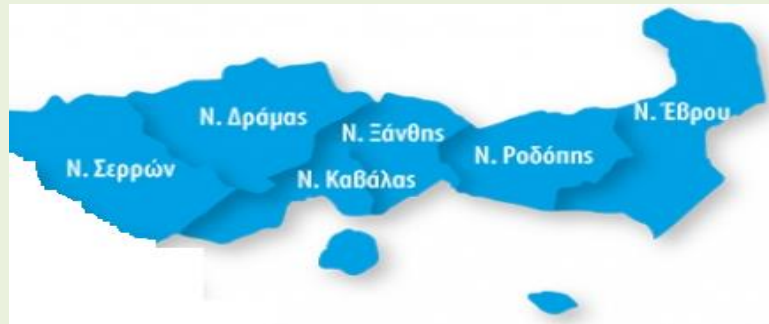 Ν. Δράμας
Ν. Ξάνθης
Ν. Έβρου
Ν. Σερρών
Ν. Καβάλας
Ν. Ροδόπης